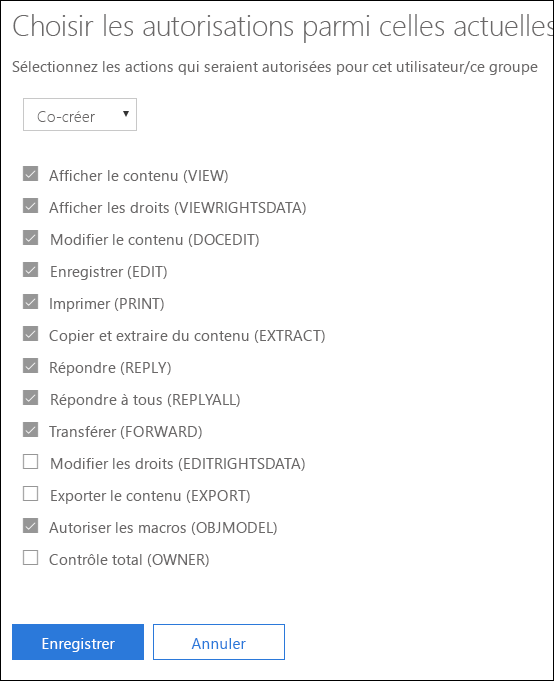 Choisir les autorisations parmi celles actuelles
Sélectionnez les actions qui seraient autorisées pour cet utilisateur/ce groupe
Co-créer
Afficher le contenu (VIEW)
Afficher les droits (VIEWRIGHTSDATA)
Modifier le contenu (DOCEDIT)
Enregistrer (EDIT)
Imprimer (PRINT)
Copier et extraire du contenu (EXTRACT)
Répondre (REPLY)
Répondre à tous (REPLYALL)
Transférer (FORWARD)
Modifier les droits (EDITRIGHTSDATA)
Exporter le contenu (EXPORT)
Autoriser les macros (OBJMODEL)
Contrôle total (OWNER)
Enregistrer Annuler